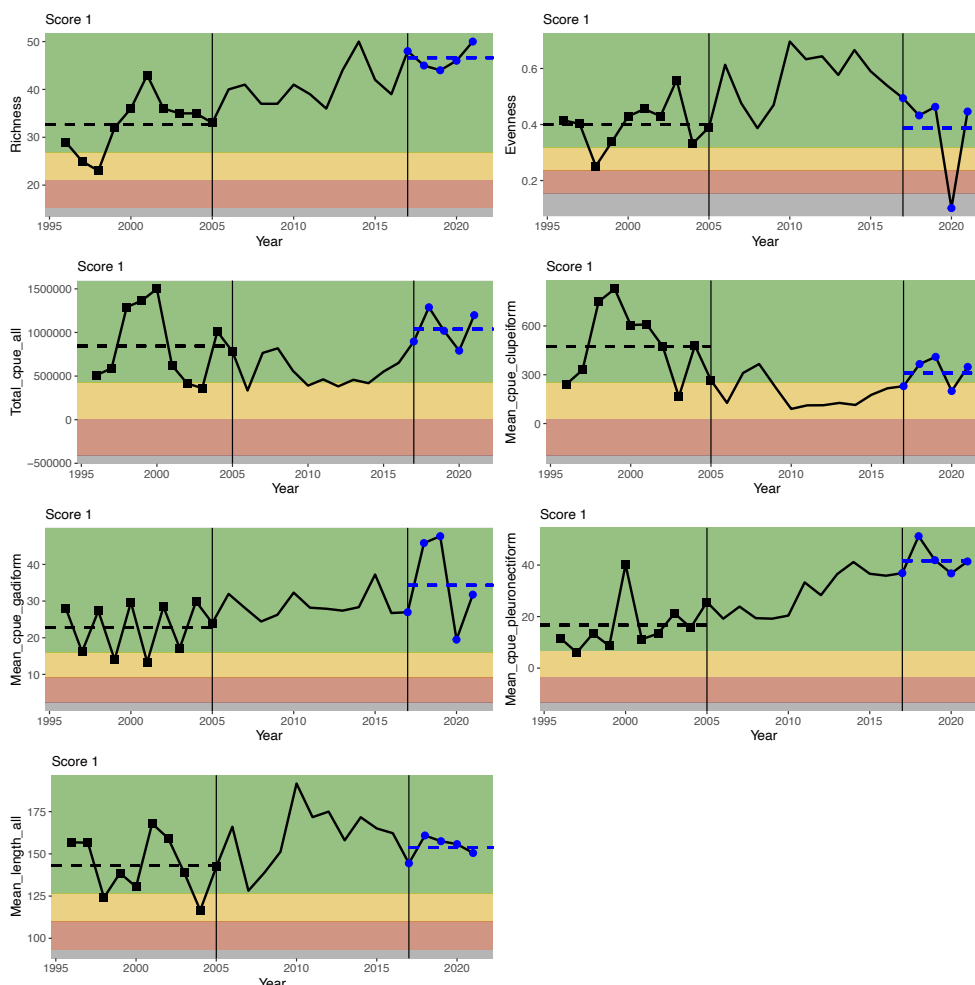 Score 1
Richness
50
40
30
20
1995 2000 2005 2010 2015 2020
Year
Score 1
Evenness
0.6
0.4
0.2
1995 2000 2005 2010 2015 2020
Year
Score 1
Total_cpue_all
1500000
1000000
500000
0
−500000
1995 2000 2005 2010 2015 2020
Year
Score 1
Mean_cpue_clupeiform
600
300
0
1995 2000 2005 2010 2015 2020
Year
Score 1
Mean_cpue_gadiform
40
30
20
10
1995 2000 2005 2010 2015 2020
Year
Score 1
Mean_cpue_pleuronectiform
40
20
0
1995 2000 2005 2010 2015 2020
Year
Score 1
Mean_length_all
175
150
125
100
1995 2000 2005 2010 2015 2020
Year